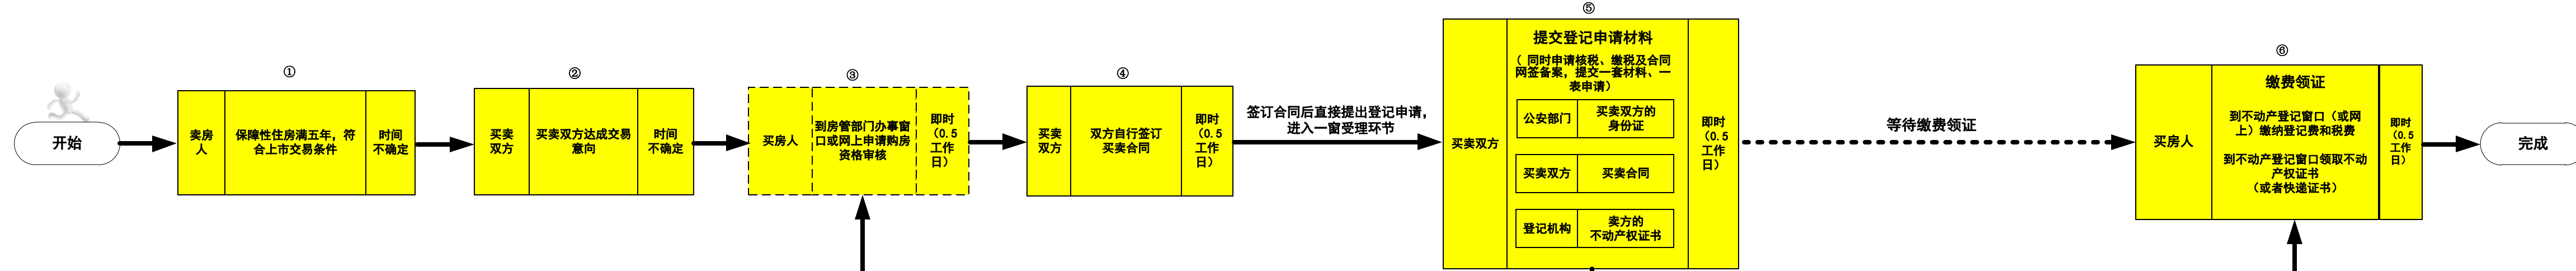 开始
①
卖房
人
保障性住房满五年，符
合上市交易条件
时间
不确定
②
买卖
双方
买卖双方达成交易
意向
时间
不确定
③
买房人
到房管部门办事窗
口或网上申请购房
资格审核
即时
（0.5
工作
日）
④
买卖
双方
双方自行签订
买卖合同
即时
（0.5
工作
日）
签订合同后直接提出登记申请，
进入一窗受理环节
⑤
买卖双方
提交登记申请材料
（ 同时申请核税、缴税及合同
网签备案，提交一套材料、一
表申请）
公安部门
买卖双方的
身份证
买卖双方
买卖合同
登记机构
卖方的
不动产权证书
即时
（0.5
工作
日）
等待缴费领证
⑥
买房人
缴费领证
到不动产登记窗口（或网
上）缴纳登记费和税费
到不动产登记窗口领取不动
产权证书
（或者快递证书）
即时
（0.5
工作
日）
完成